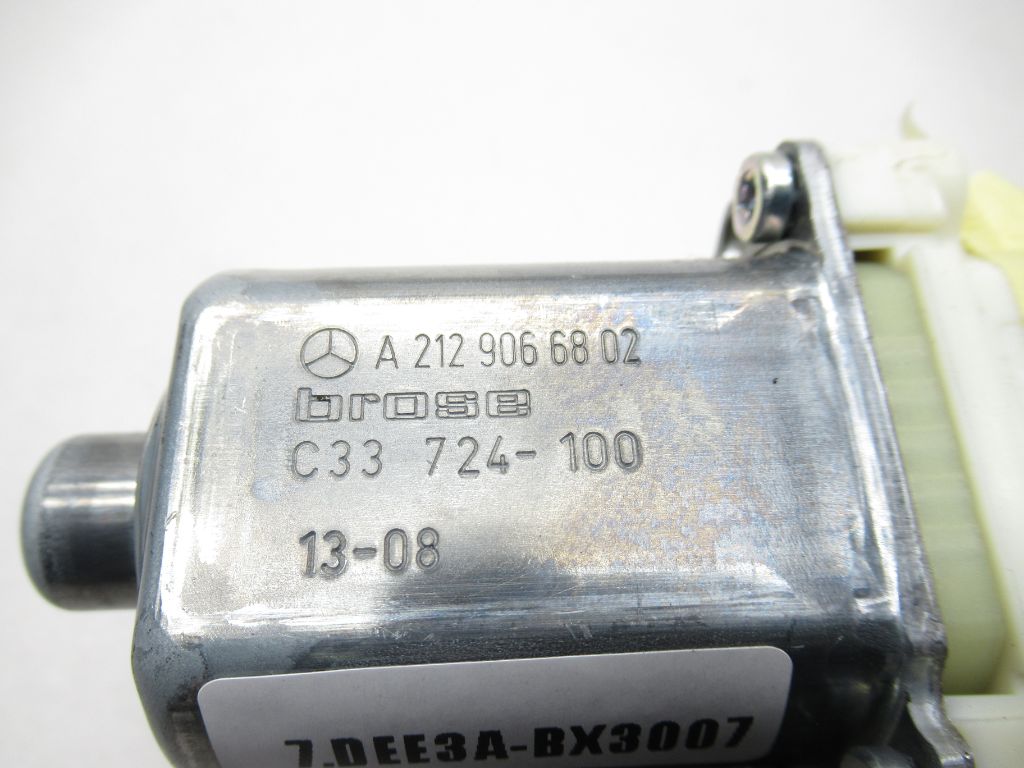 A 212 906 68 02
brose
C33 724-100
13-08
7.DEE3A-BX3007